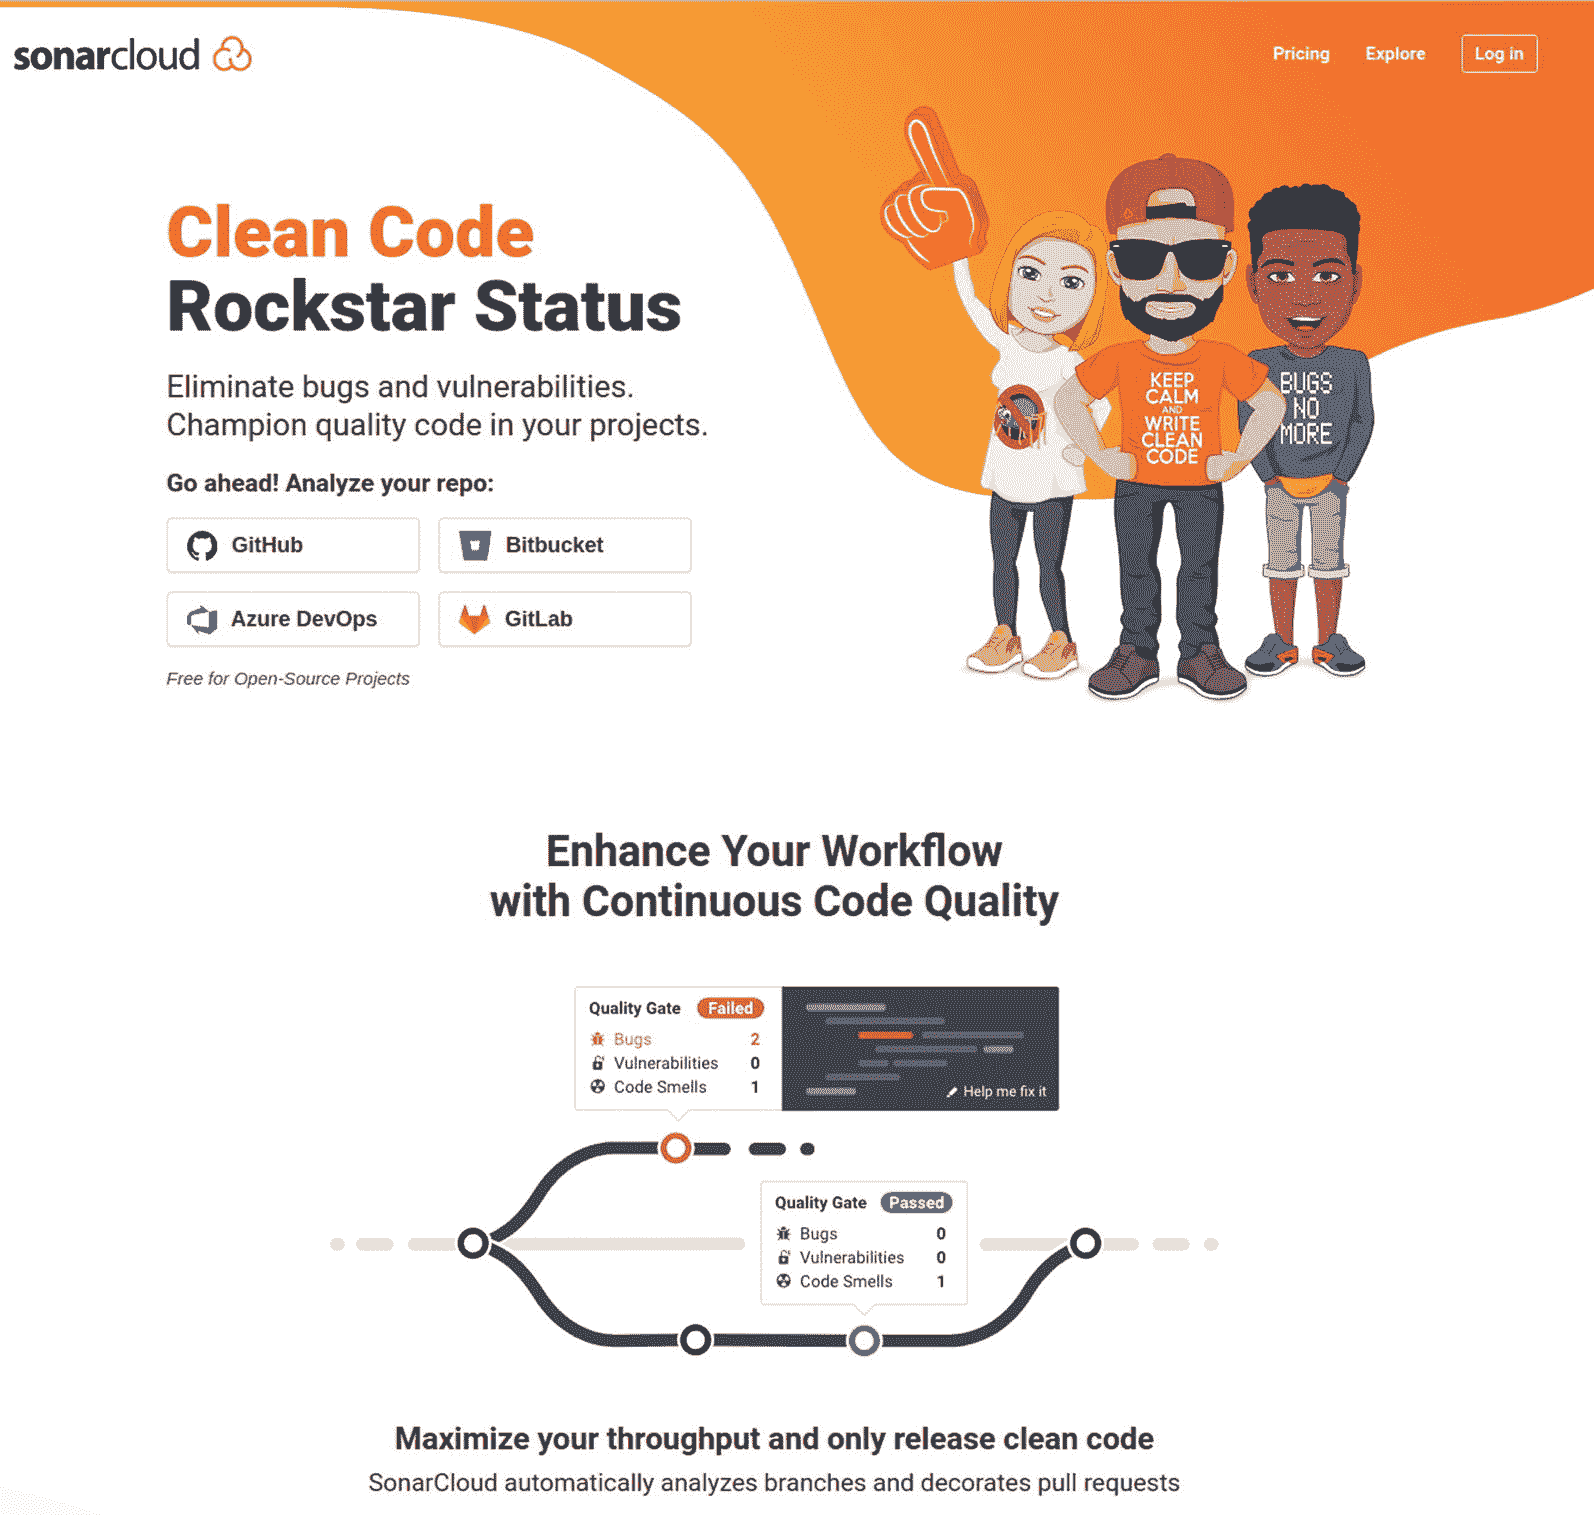 sonarcloud
Pricing
Explore
Log in
Clean Code
Rockstar Status
Eliminate bugs and vulnerabilities.
Champion quality code in your projects.
Go ahead! Analyze your repo:
GitHub
Bitbucket
Azure DevOps
GitLab
Free for Open-Source Projects
KEEP
CALM
AND
WRITE
CLEAN
CODE
BUGS
NO
MORE
Enhance Your Workflow
with Continuous Code Quality
Quality Gate Failed
Bugs 2
Vulnerabilities 0
Code Smells 1
Help me fix it
Quality Gate Passed
Bugs 0
Vulnerabilities 0
Code Smells 1
Maximize your throughput and only release clean code
SonarCloud automatically analyzes branches and decorates pull requests